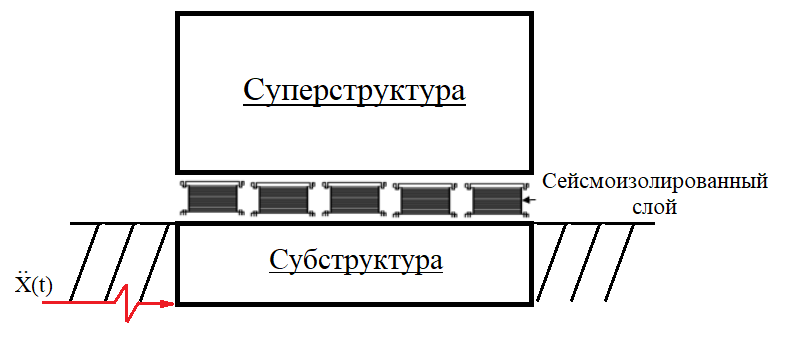 Суперструктура
Сейсмоизолированный
слой
Субструктура
Ẍ(t)